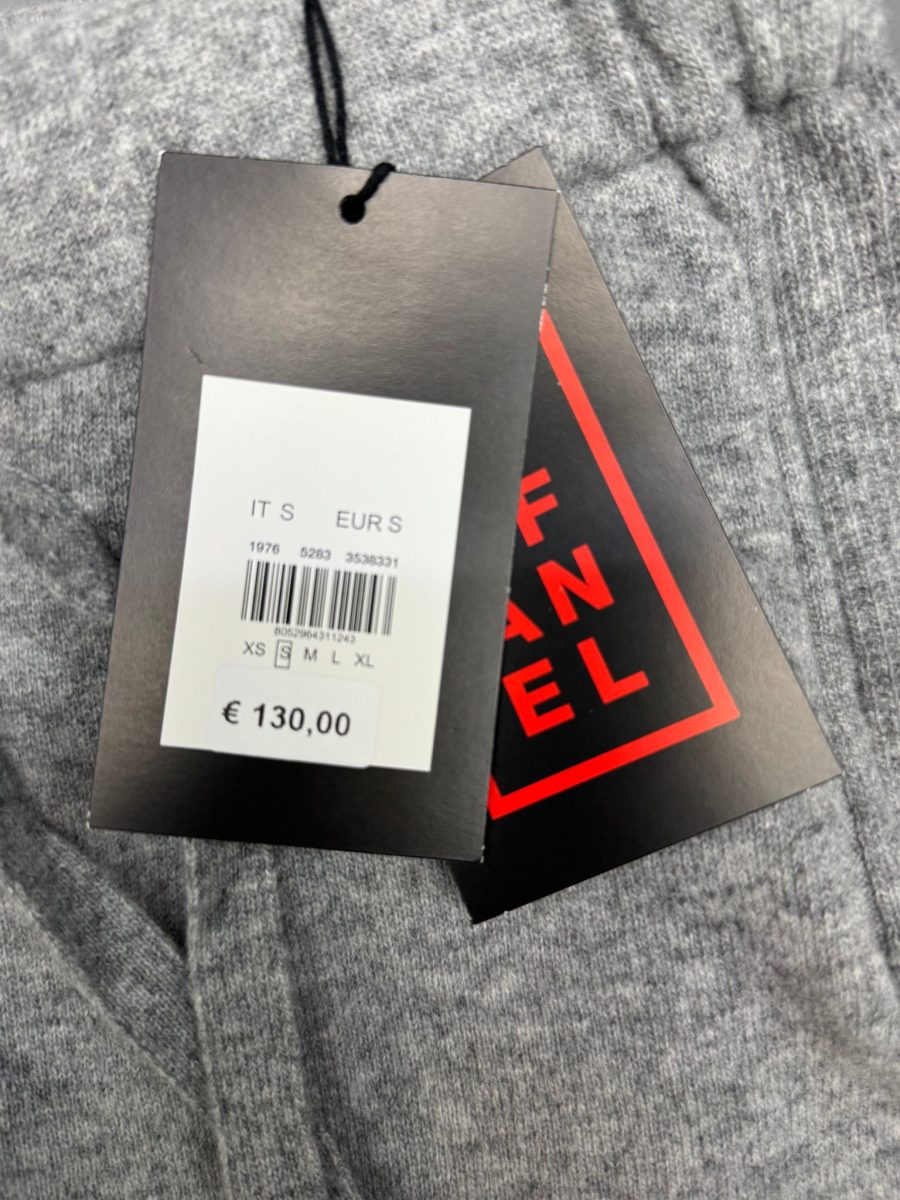 IT S EUR S
1976 5283 3538331
8052964311243
XS S M L XL
€ 130,00
F
AN
EL